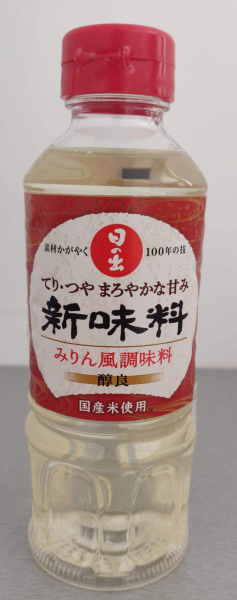 素材かがやく 日の出 100年の技
てり・つや まろやかな甘み
新味料
みりん風調味料
醇良
国産米使用